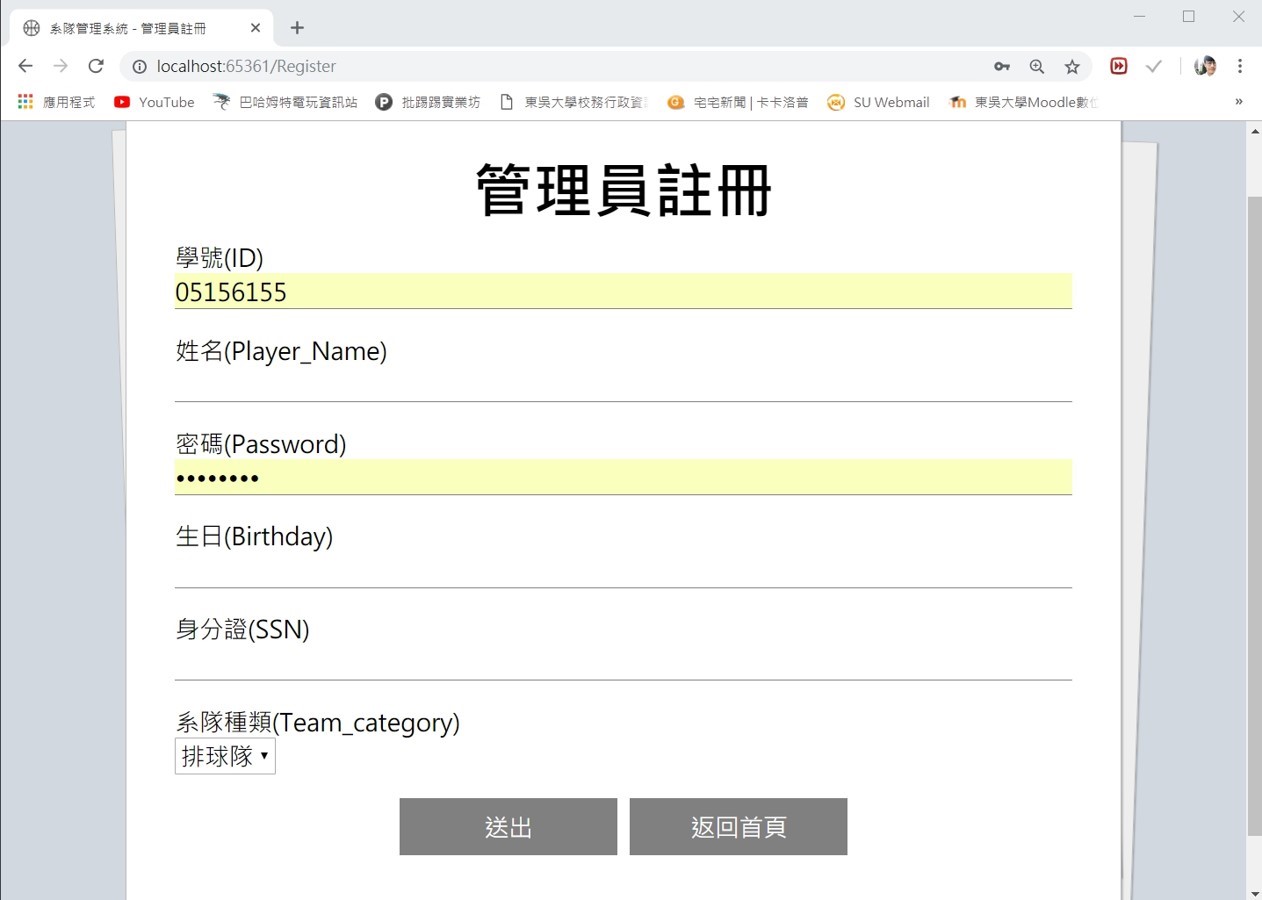 系隊管理系統 - 管理員註冊
localhost:65361/Register
應用程式 YouTube 巴哈姆特電玩資訊站 批踢踢實業坊 東吳大學校務行政資 宅宅新聞 | 卡卡洛普 SU Webmail 東吳大學Moodle數位 »
管理員註冊
學號(ID)
05156155
姓名(Player_Name)
密碼(Password)
••••••••
生日(Birthday)
身分證(SSN)
系隊種類(Team_category)
排球隊
送出 返回首頁